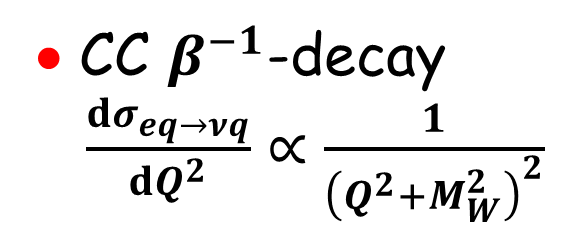 • CC β⁻¹-decay
dσ_{eq→νq}/dQ² ∝ 1/(Q²+M_W²)²